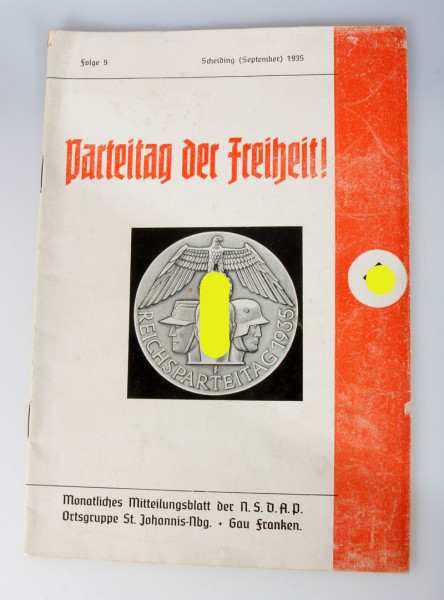 Folge 9 Scheiding (September) 1935
Parteitag der Freiheit!
REICHSPARTEITAG 1935
Monatliches Mitteilungsblatt der N.S.D.A.P.
Ortsgruppe St. Johannis-Nbg. + Gau Franken.